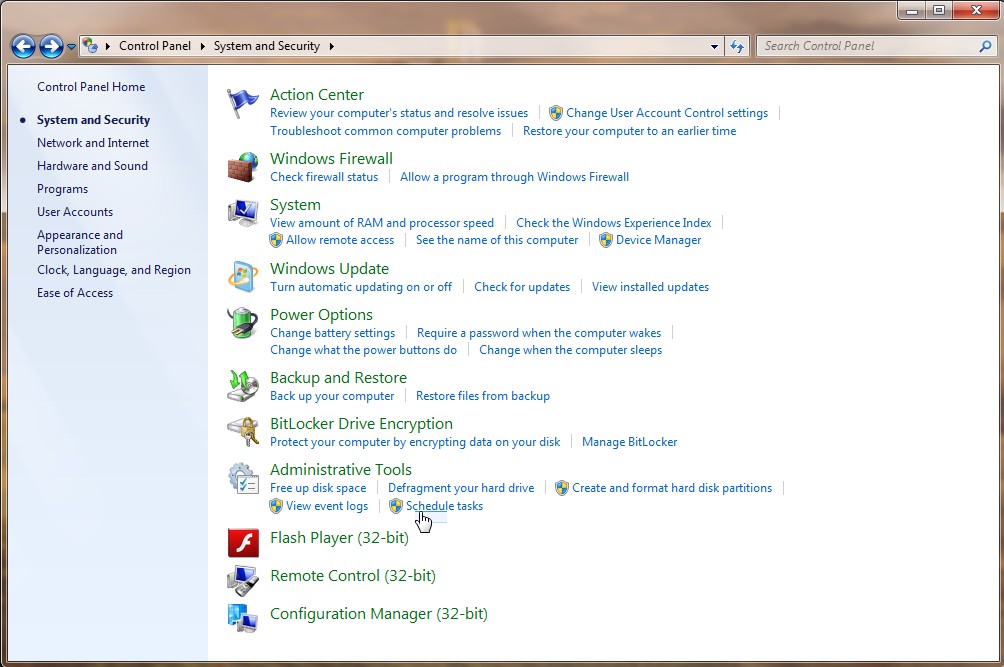 Control Panel System and Security
Search Control Panel
Control Panel Home
System and Security
Network and Internet
Hardware and Sound
Programs
User Accounts
Appearance and
Personalization
Clock, Language, and Region
Ease of Access
Action Center
Review your computer's status and resolve issues Change User Account Control settings
Troubleshoot common computer problems Restore your computer to an earlier time
Windows Firewall
Check firewall status Allow a program through Windows Firewall
System
View amount of RAM and processor speed Check the Windows Experience Index
Allow remote access See the name of this computer Device Manager
Windows Update
Turn automatic updating on or off Check for updates View installed updates
Power Options
Change battery settings Require a password when the computer wakes
Change what the power buttons do Change when the computer sleeps
Backup and Restore
Back up your computer Restore files from backup
BitLocker Drive Encryption
Protect your computer by encrypting data on your disk Manage BitLocker
Administrative Tools
Free up disk space Defragment your hard drive Create and format hard disk partitions
View event logs Schedule tasks
Flash Player (32-bit)
Remote Control (32-bit)
Configuration Manager (32-bit)